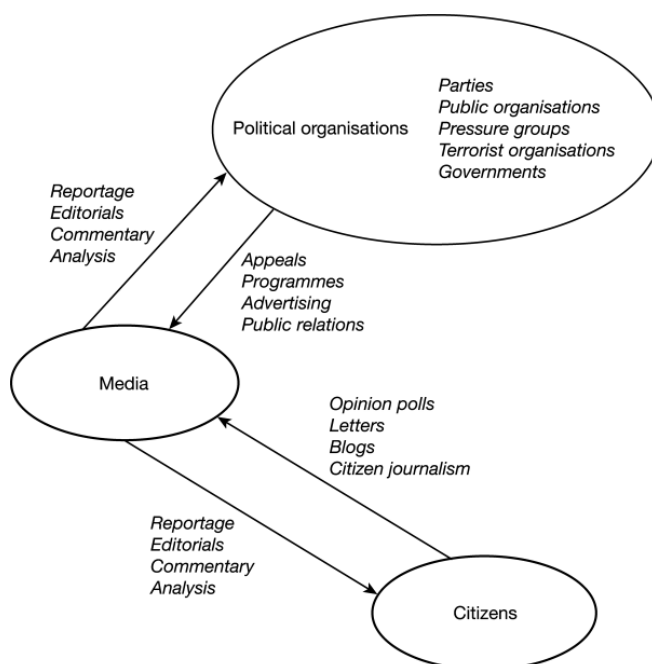 Political organisations
Parties
Public organisations
Pressure groups
Terrorist organisations
Governments
Reportage
Editorials
Commentary
Analysis
Appeals
Programmes
Advertising
Public relations
Media
Opinion polls
Letters
Blogs
Citizen journalism
Reportage
Editorials
Commentary
Analysis
Citizens